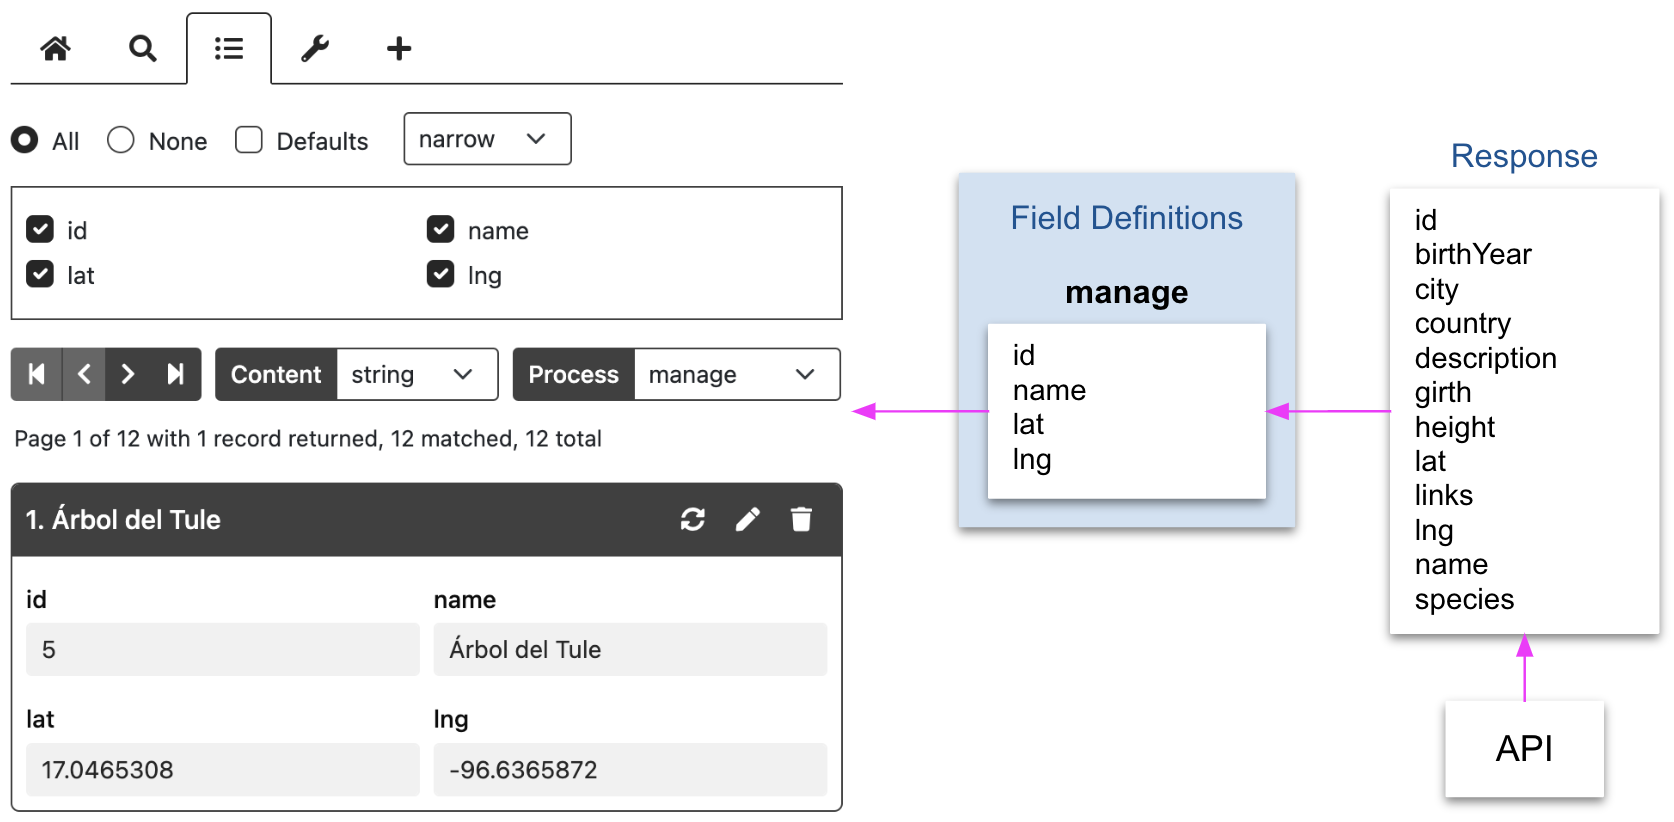 All None Defaults narrow
id name
lat lng
Content string Process manage
Page 1 of 12 with 1 record returned, 12 matched, 12 total
1. Árbol del Tule
id name
5 Árbol del Tule
lat lng
17.0465308 -96.6365872
Field Definitions
manage
id
name
lat
lng
Response
id
birthYear
city
country
description
girth
height
lat
links
lng
name
species
API